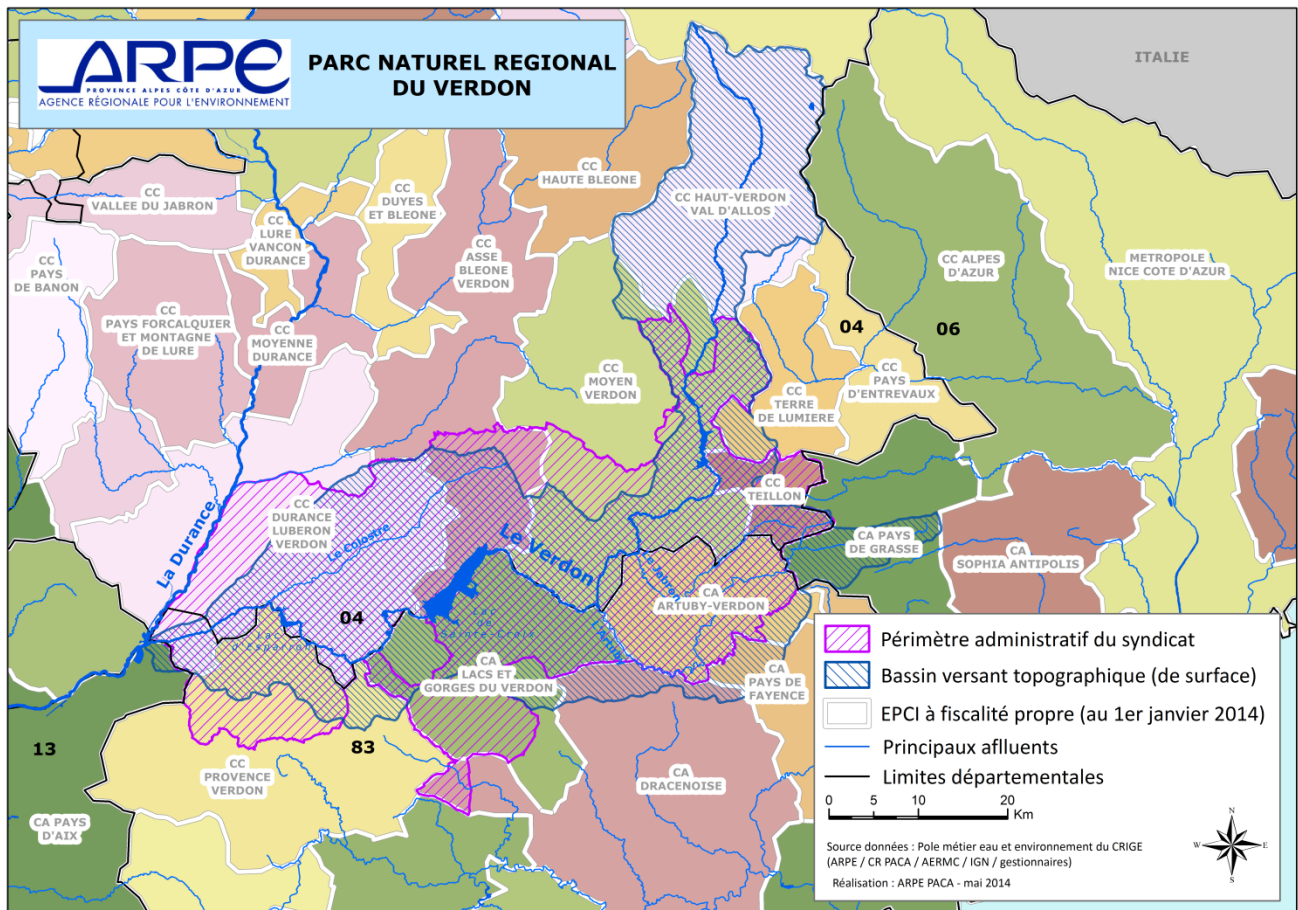 ARPE
PROVENCE ALPES CÔTE D'AZUR
AGENCE RÉGIONALE POUR L'ENVIRONNEMENT
PARC NATUREL REGIONAL
DU VERDON
ITALIE
CC
VALLEE DU JABRON
CC
DUYES
ET BLEONE
CC
HAUTE BLEONE
CC HAUT-VERDON
VAL D'ALLOS
CC
LURE
VANCON
DURANCE
CC
ASSE
BLEONE
VERDON
CC
PAYS
DE BANON
CC ALPES
D'AZUR
METROPOLE
NICE COTE D'AZUR
CC
PAYS FORCALQUIER
ET MONTAGNE
DE LURE
CC
MOYENNE
DURANCE
04
06
CC
MOYEN
VERDON
CC
PAYS
D'ENTREVAUX
CC
TERRE
DE LUMIERE
CC
TEILLON
La Durance
CC
DURANCE
LUBERON
VERDON
Le Colostre
Le Verdon
CA PAYS
DE GRASSE
CA
SOPHIA ANTIPOLIS
Le Jabron
CA
ARTUBY-VERDON
L'Artuby
04
Lac
d'Esparron
Lac
de
Sainte-Croix
CA
LACS ET
GORGES DU VERDON
CA
PAYS DE
FAYENCE
13
83
CC
PROVENCE
VERDON
CA
DRACENOISE
CA PAYS
D'AIX
Périmètre administratif du syndicat
Bassin versant topographique (de surface)
EPCI à fiscalité propre (au 1er janvier 2014)
Principaux aflluents
Limites départementales
0 5 10 20
Km
Source données : Pole métier eau et environnement du CRIGE
(ARPE / CR PACA / AERMC / IGN / gestionnaires)
Réalisation : ARPE PACA - mai 2014
N
W E
S